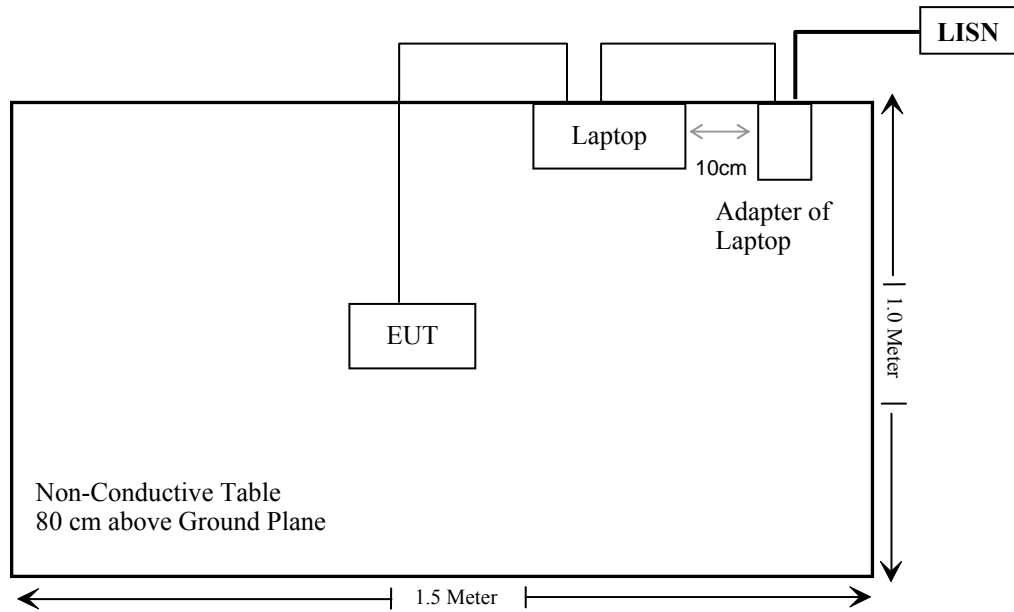 LISN
Laptop
10cm
Adapter of
Laptop
1.0 Meter
EUT
Non-Conductive Table
80 cm above Ground Plane
1.5 Meter